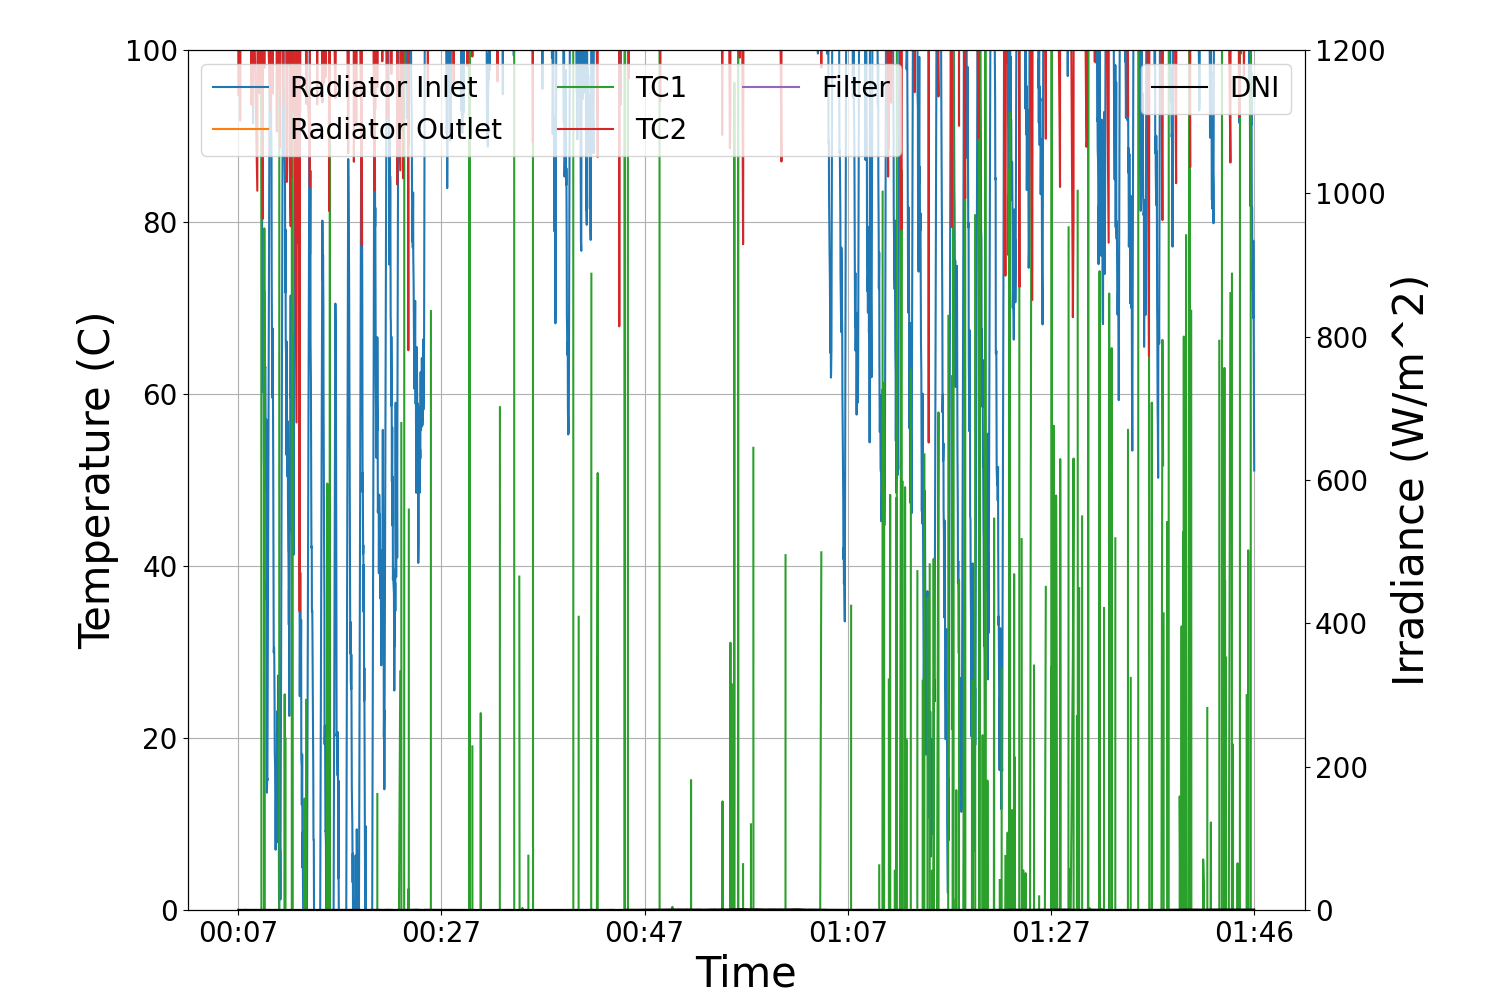 100
80
60
40
20
0
Temperature (C)
Radiator Inlet
Radiator Outlet
TC1
TC2
Filter
DNI
1200
1000
800
600
400
200
0
Irradiance (W/m^2)
00:07
00:27
00:47
01:07
01:27
01:46
Time